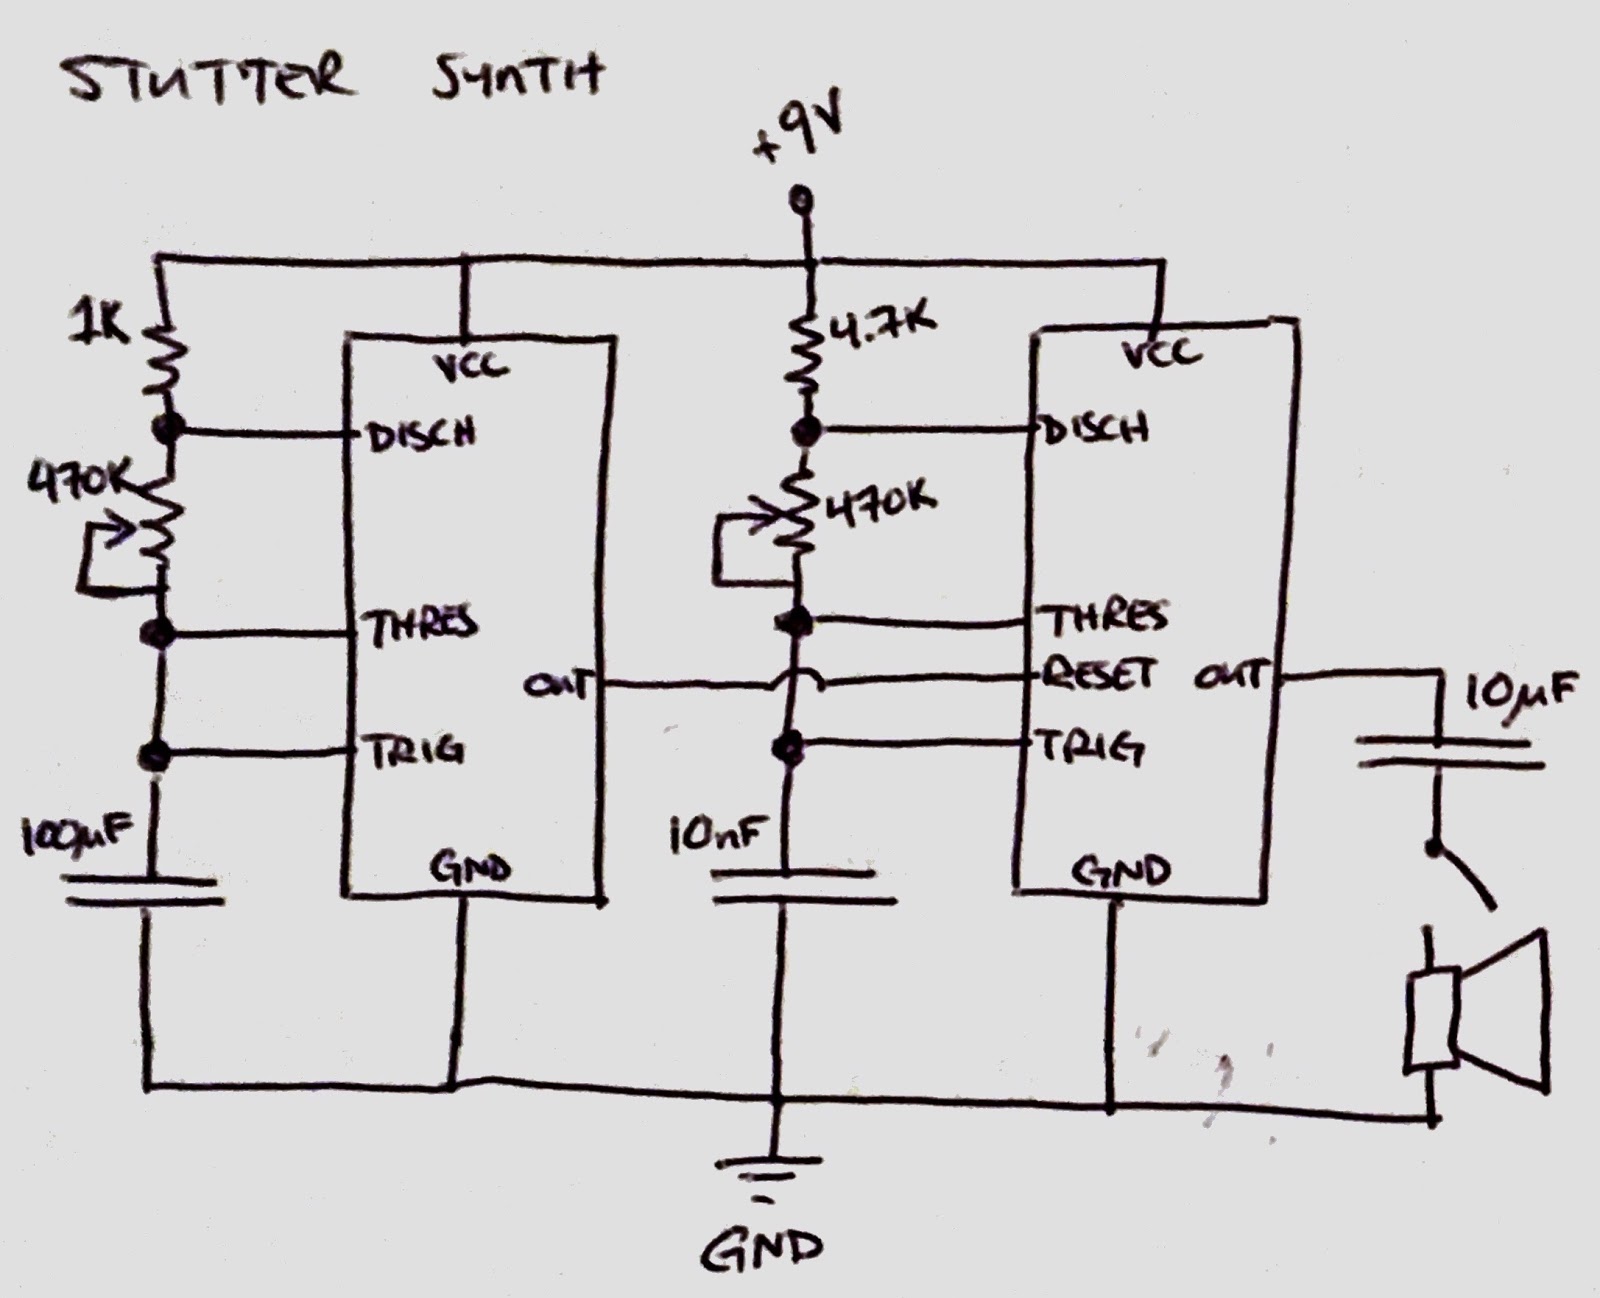 STUTTER SYNTH
+9V
1K
4.7K
VCC
VCC
DISCH
DISCH
470K
470K
THRES
THRES
OUT
RESET
OUT
10µF
TRIG
TRIG
100µF
10nF
GND
GND
GND